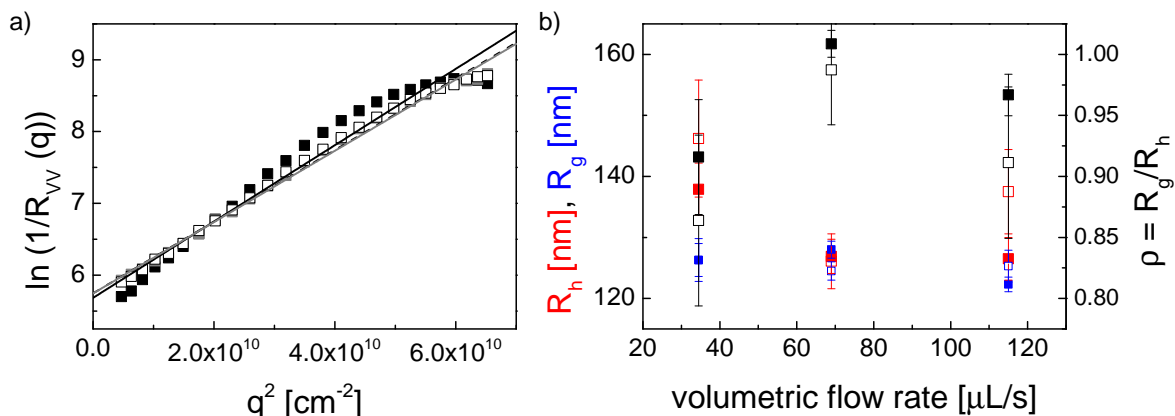 a)
ln (1/R_VV (q))
9
8
7
6
5
0.0
2.0x10^10
4.0x10^10
6.0x10^10
q^2 [cm^-2]
b)
R_h [nm], R_g [nm]
160
140
120
20
40
60
80
100
120
volumetric flow rate [µL/s]
1.00
0.95
0.90
0.85
0.80
ρ = R_g/R_h